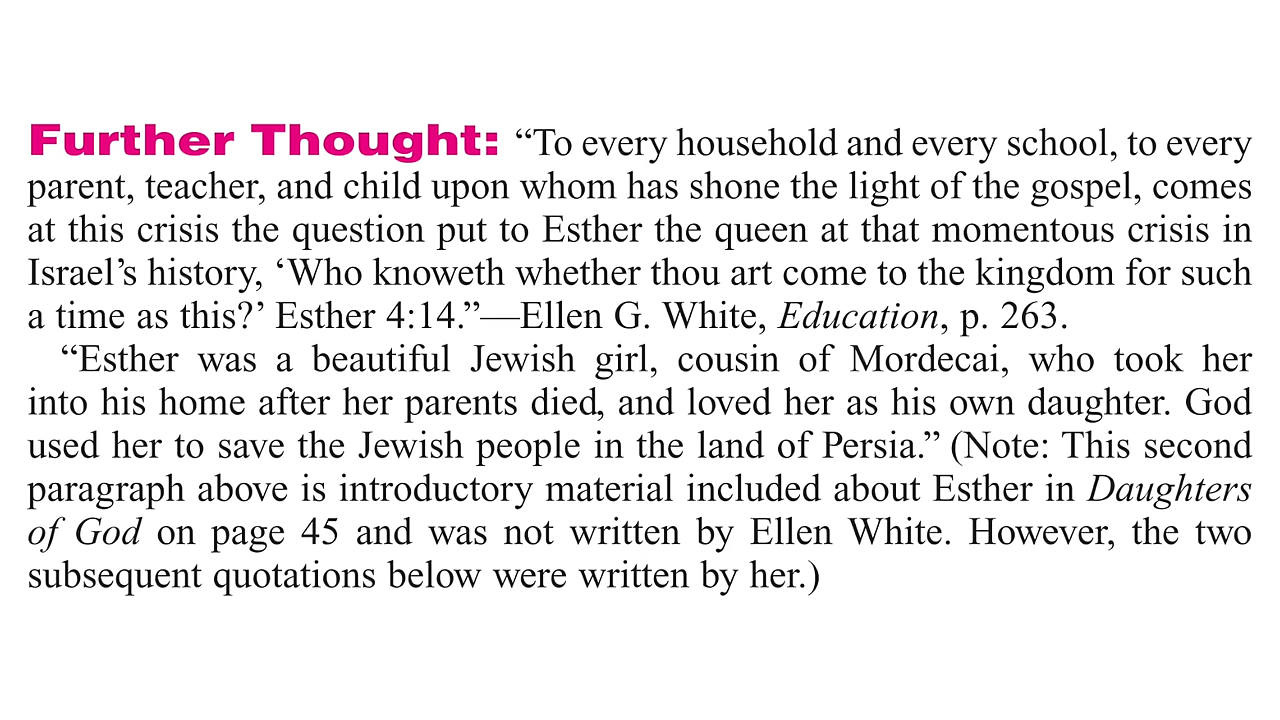 Further Thought: “To every household and every school, to every
parent, teacher, and child upon whom has shone the light of the gospel, comes
at this crisis the question put to Esther the queen at that momentous crisis in
Israel’s history, ‘Who knoweth whether thou art come to the kingdom for such
a time as this?’ Esther 4:14.”—Ellen G. White, Education, p. 263.
“Esther was a beautiful Jewish girl, cousin of Mordecai, who took her
into his home after her parents died, and loved her as his own daughter. God
used her to save the Jewish people in the land of Persia.” (Note: This second
paragraph above is introductory material included about Esther in Daughters
of God on page 45 and was not written by Ellen White. However, the two
subsequent quotations below were written by her.)